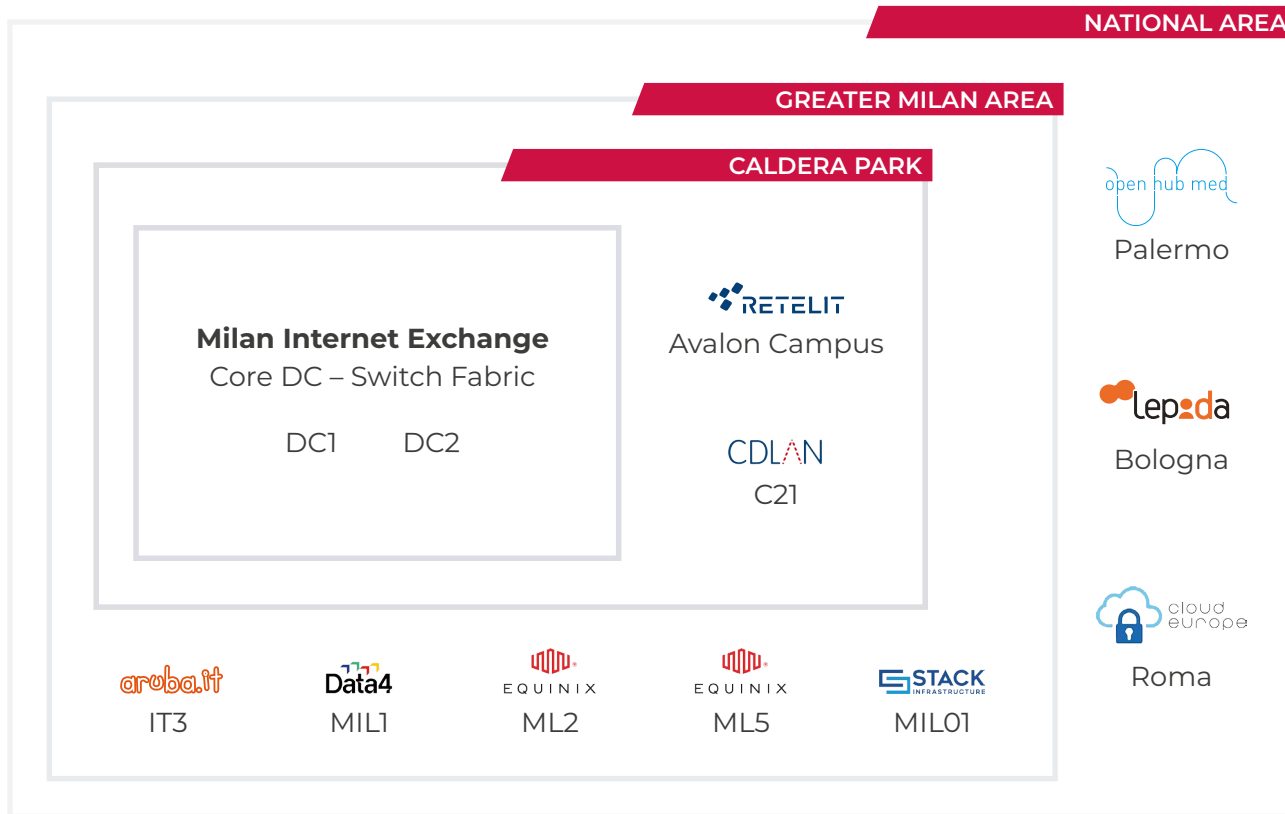 NATIONAL AREA
GREATER MILAN AREA
CALDERA PARK
Milan Internet Exchange
Core DC – Switch Fabric
DC1 DC2
RETELIT
Avalon Campus
CDLAN
C21
open hub med
Palermo
Lepida
Bologna
cloud
europe
Roma
aruba.it
IT3
Data4
MIL1
EQUINIX
ML2
EQUINIX
ML5
STACK
INFRASTRUCTURE
MIL01